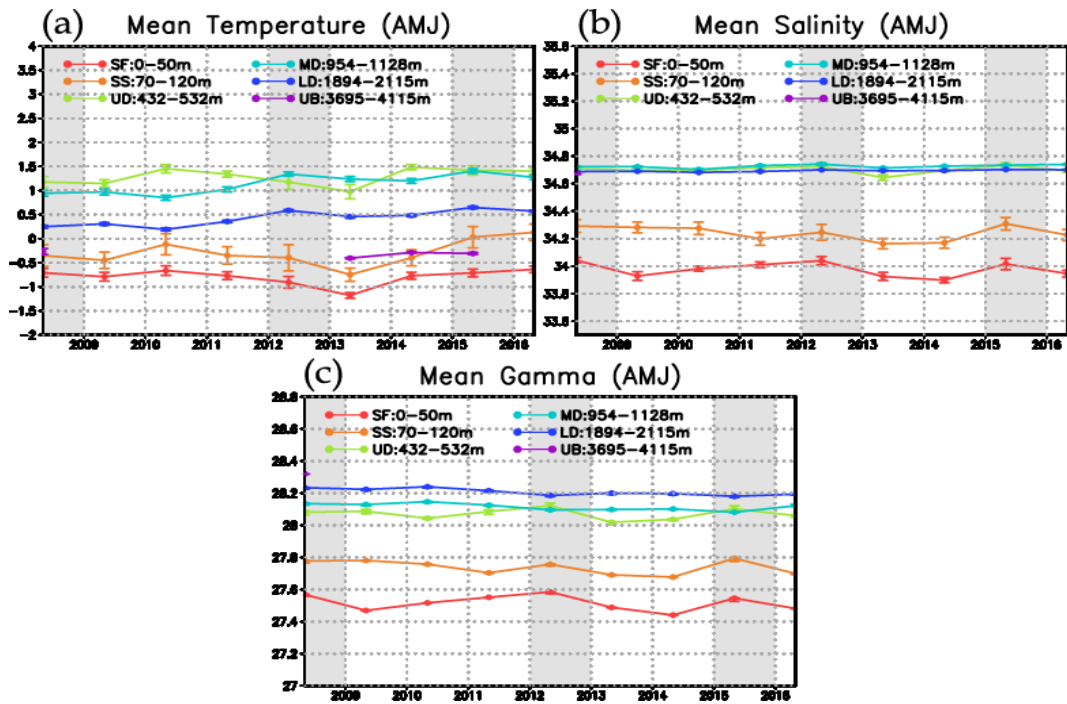 (a) Mean Temperature (AMJ)
4
3.5
3
2.5
2
1.5
1
0.5
0
−0.5
−1
−1.5
−2
SF:0−50m
SS:70−120m
UD:432−532m
MD:954−1128m
LD:1894−2115m
UB:3695−4115m
2009 2010 2011 2012 2013 2014 2015 2016
(b) Mean Salinity (AMJ)
35.6
35.4
35.2
35
34.8
34.6
34.4
34.2
34
33.8
33.6
SF:0−50m
SS:70−120m
UD:432−532m
MD:954−1128m
LD:1894−2115m
UB:3695−4115m
2009 2010 2011 2012 2013 2014 2015 2016
(c) Mean Gamma (AMJ)
28.8
28.6
28.4
28.2
28
27.8
27.6
27.4
27.2
27
SF:0−50m
SS:70−120m
UD:432−532m
MD:954−1128m
LD:1894−2115m
UB:3695−4115m
2009 2010 2011 2012 2013 2014 2015 2016